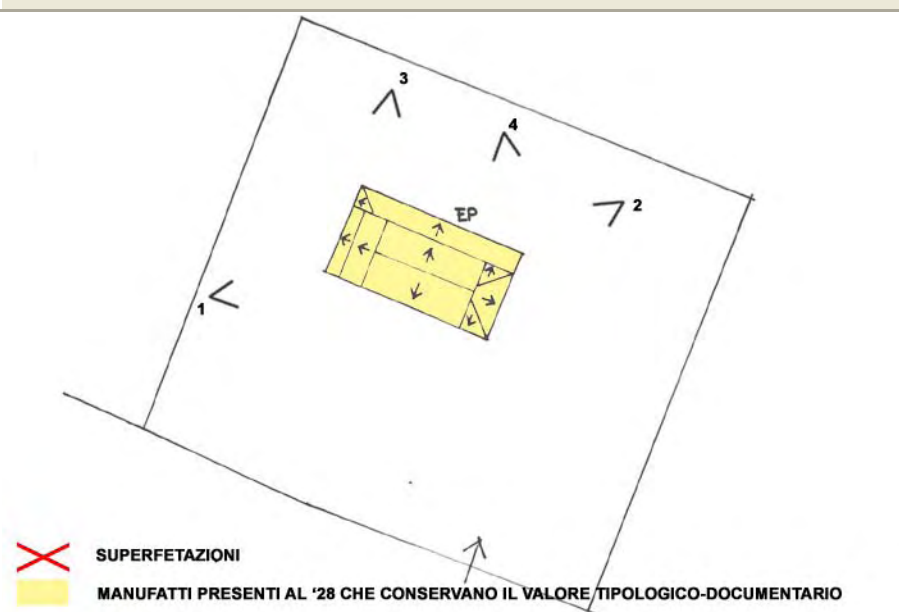 3
4
2
EP
1
SUPERFETAZIONI
MANUFATTI PRESENTI AL '28 CHE CONSERVANO IL VALORE TIPOLOGICO-DOCUMENTARIO